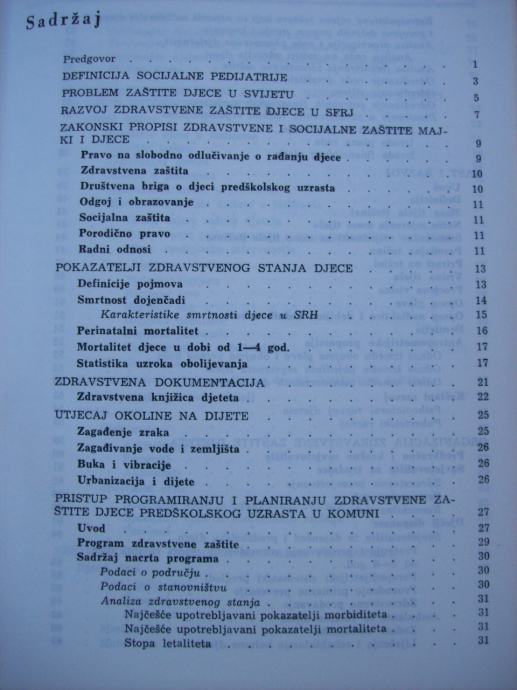 Sadržaj
Predgovor . . . . . . . . . . . . 1
DEFINICIJA SOCIJALNE PEDIJATRIJE . . . . . . 3
PROBLEM ZAŠTITE DJECE U SVIJETU . . . . . . 5
RAZVOJ ZDRAVSTVENE ZAŠTITE DJECE U SFRJ . . . . 7
ZAKONSKI PROPISI ZDRAVSTVENE I SOCIJALNE ZAŠTITE MAJ-
KI I DJECE . . . . . . . . . . . . 9
Pravo na slobodno odlučivanje o rađanju djece . . . . . 9
Zdravstvena zaštita . . . . . . . . . . 10
Društvena briga o djeci predškolskog uzrasta . . . . . 10
Odgoj i obrazovanje . . . . . . . . . . 11
Socijalna zaštita . . . . . . . . . . 11
Porodično pravo . . . . . . . . . . 11
Radni odnosi . . . . . . . . . . . 11
POKAZATELJI ZDRAVSTVENOG STANJA DJECE . . . . 13
Definicije pojmova . . . . . . . . . . 13
Smrtnost dojenčadi . . . . . . . . . . 14
Karakteristike smrtnosti djece u SRH . . . . . . 15
Perinatalni mortalitet . . . . . . . . . . 16
Mortalitet djece u dobi od 1—4 god. . . . . . . . 17
Statistika uzroka obolijevanja . . . . . . . . 17
ZDRAVSTVENA DOKUMENTACIJA . . . . . . . 21
Zdravstvena knjižica djeteta . . . . . . . . 22
UTJECAJ OKOLINE NA DIJETE . . . . . . . 25
Zagađenje zraka . . . . . . . . . . 25
Zagađivanje vode i zemljišta . . . . . . . . 26
Buka i vibracije . . . . . . . . . . 26
Urbanizacija i dijete . . . . . . . . . . 26
PRISTUP PROGRAMIRANJU I PLANIRANJU ZDRAVSTVENE ZA-
ŠTITE DJECE PREDŠKOLSKOG UZRASTA U KOMUNI . . . 27
Uvod . . . . . . . . . . . . 27
Program zdravstvene zaštite . . . . . . . . 29
Sadržaj nacrta programa . . . . . . . . . 30
Podaci o području . . . . . . . . . . 30
Podaci o stanovništvu . . . . . . . . . 30
Analiza zdravstvenog stanja . . . . . . . . 31
Najčešće upotrebljavani pokazatelji morbiditeta . . . 31
Najčešće upotrebljavani pokazatelji mortaliteta . . . 31
Stopa letaliteta . . . . . . . . . 31